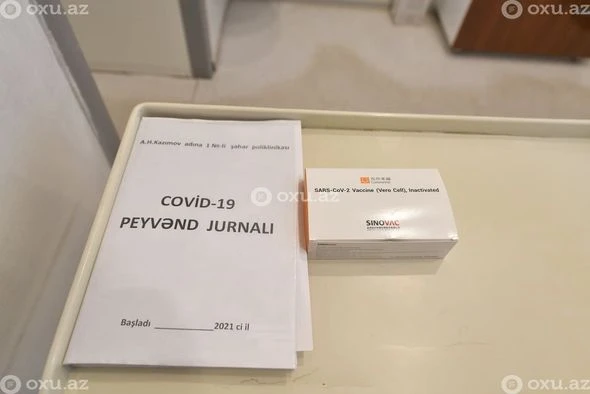 oxu.az
oxu.az
A.H.Kazımov adına 1 №-li şəhər poliklinikası
COVİD-19
PEYVƏND JURNALI
Başladı ____________2021 ci il
oxu.az
CoronaVac
SARS-CoV-2 Vaccine (Vero Cell), Inactivated
SINOVAC
oxu.az
oxu.az